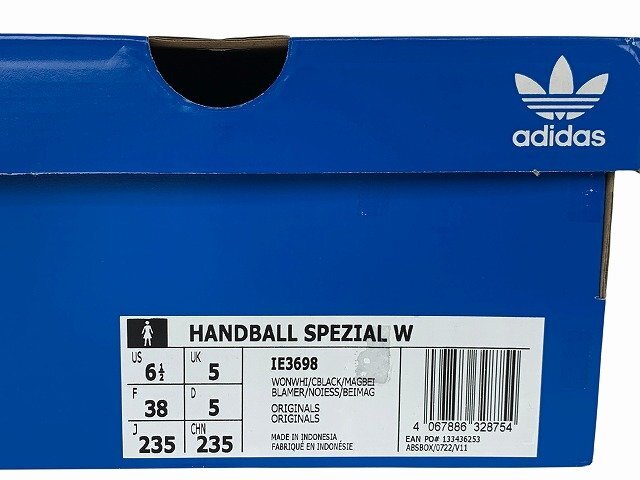 adidas
HANDBALL SPEZIAL W
US 6½ UK 5
F 38 D 5
J 235 CHN 235
IE3698
WONWHI/CBLACK/MAGBEI
BLAMER/NOIESS/BEIMAG
ORIGINALS
ORIGINALS
MADE IN INDONESIA
FABRIQUÉ EN INDONÉSIE
4 067886 328754
EAN PO# 133436253
ABSBOX/0722/V11